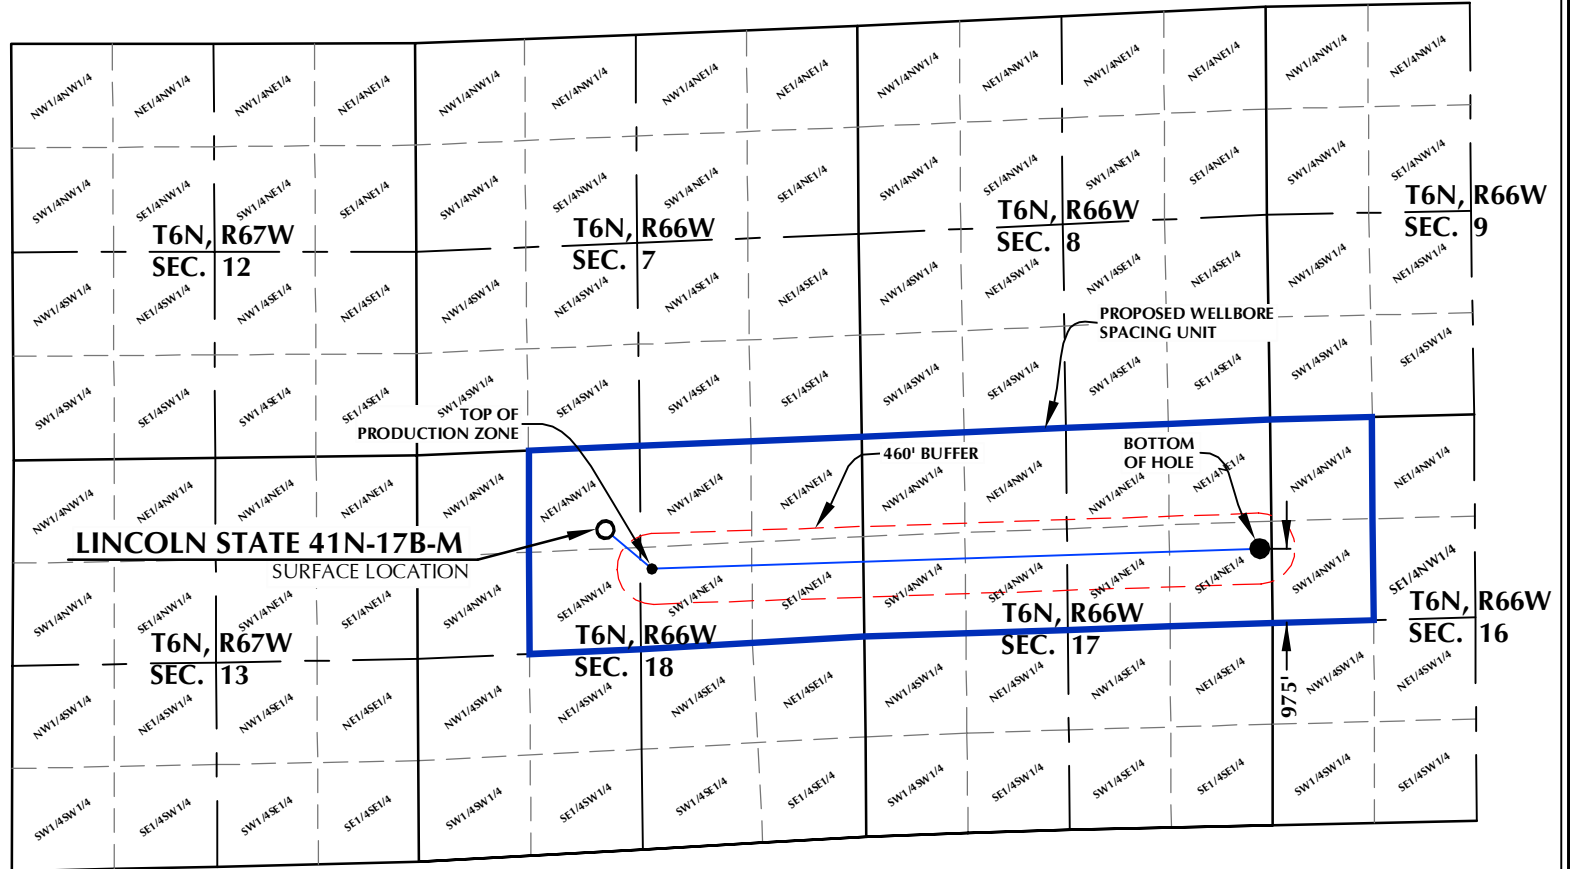 NW1/4NW1/4 NE1/4NW1/4 NW1/4NE1/4 NE1/4NE1/4 NW1/4NW1/4 NE1/4NW1/4 NW1/4NE1/4 NE1/4NE1/4 NW1/4NW1/4 NE1/4NW1/4 NW1/4NE1/4 NE1/4NE1/4 NW1/4NW1/4 NE1/4NW1/4
SW1/4NW1/4 SE1/4NW1/4 SW1/4NE1/4 SE1/4NE1/4 SW1/4NW1/4 SE1/4NW1/4 SW1/4NE1/4 SE1/4NE1/4 SW1/4NW1/4 SE1/4NW1/4 SW1/4NE1/4 SE1/4NE1/4 SW1/4NW1/4 SE1/4NW1/4
T6N, R67W
SEC. 12
T6N, R66W
SEC. 7
T6N, R66W
SEC. 8
T6N, R66W
SEC. 9
NW1/4SW1/4 NE1/4SW1/4 NW1/4SE1/4 NE1/4SE1/4 NW1/4SW1/4 NE1/4SW1/4 NW1/4SE1/4 NE1/4SE1/4 NW1/4SW1/4 NE1/4SW1/4 NW1/4SE1/4 NE1/4SE1/4 NW1/4SW1/4 NE1/4SW1/4
PROPOSED WELLBORE
SPACING UNIT
SW1/4SW1/4 SE1/4SW1/4 SW1/4SE1/4 SE1/4SE1/4 SW1/4SW1/4 SE1/4SW1/4 SW1/4SE1/4 SE1/4SE1/4 SW1/4SW1/4 SE1/4SW1/4 SW1/4SE1/4 SE1/4SE1/4 SW1/4SW1/4 SE1/4SW1/4
TOP OF
PRODUCTION ZONE
460' BUFFER
BOTTOM
OF HOLE
NW1/4NW1/4 NE1/4NW1/4 NW1/4NE1/4 NE1/4NE1/4 NW1/4NW1/4 NE1/4NW1/4 NW1/4NE1/4 NE1/4NE1/4 NW1/4NW1/4 NE1/4NW1/4 NW1/4NE1/4 NE1/4NE1/4 NW1/4NW1/4 NE1/4NW1/4
LINCOLN STATE 41N-17B-M
SURFACE LOCATION
SW1/4NW1/4 SE1/4NW1/4 SW1/4NE1/4 SE1/4NE1/4 SW1/4NW1/4 SE1/4NW1/4 SW1/4NE1/4 SE1/4NE1/4 SW1/4NW1/4 SE1/4NW1/4 SW1/4NE1/4 SE1/4NE1/4 SW1/4NW1/4 SE1/4NW1/4
T6N, R67W
SEC. 13
T6N, R66W
SEC. 18
T6N, R66W
SEC. 17
T6N, R66W
SEC. 16
975'
NW1/4SW1/4 NE1/4SW1/4 NW1/4SE1/4 NE1/4SE1/4 NW1/4SW1/4 NE1/4SW1/4 NW1/4SE1/4 NE1/4SE1/4 NW1/4SW1/4 NE1/4SW1/4 NW1/4SE1/4 NE1/4SE1/4 NW1/4SW1/4 NE1/4SW1/4
SW1/4SW1/4 SE1/4SW1/4 SW1/4SE1/4 SE1/4SE1/4 SW1/4SW1/4 SE1/4SW1/4 SW1/4SE1/4 SE1/4SE1/4 SW1/4SW1/4 SE1/4SW1/4 SW1/4SE1/4 SE1/4SE1/4 SW1/4SW1/4 SE1/4SW1/4